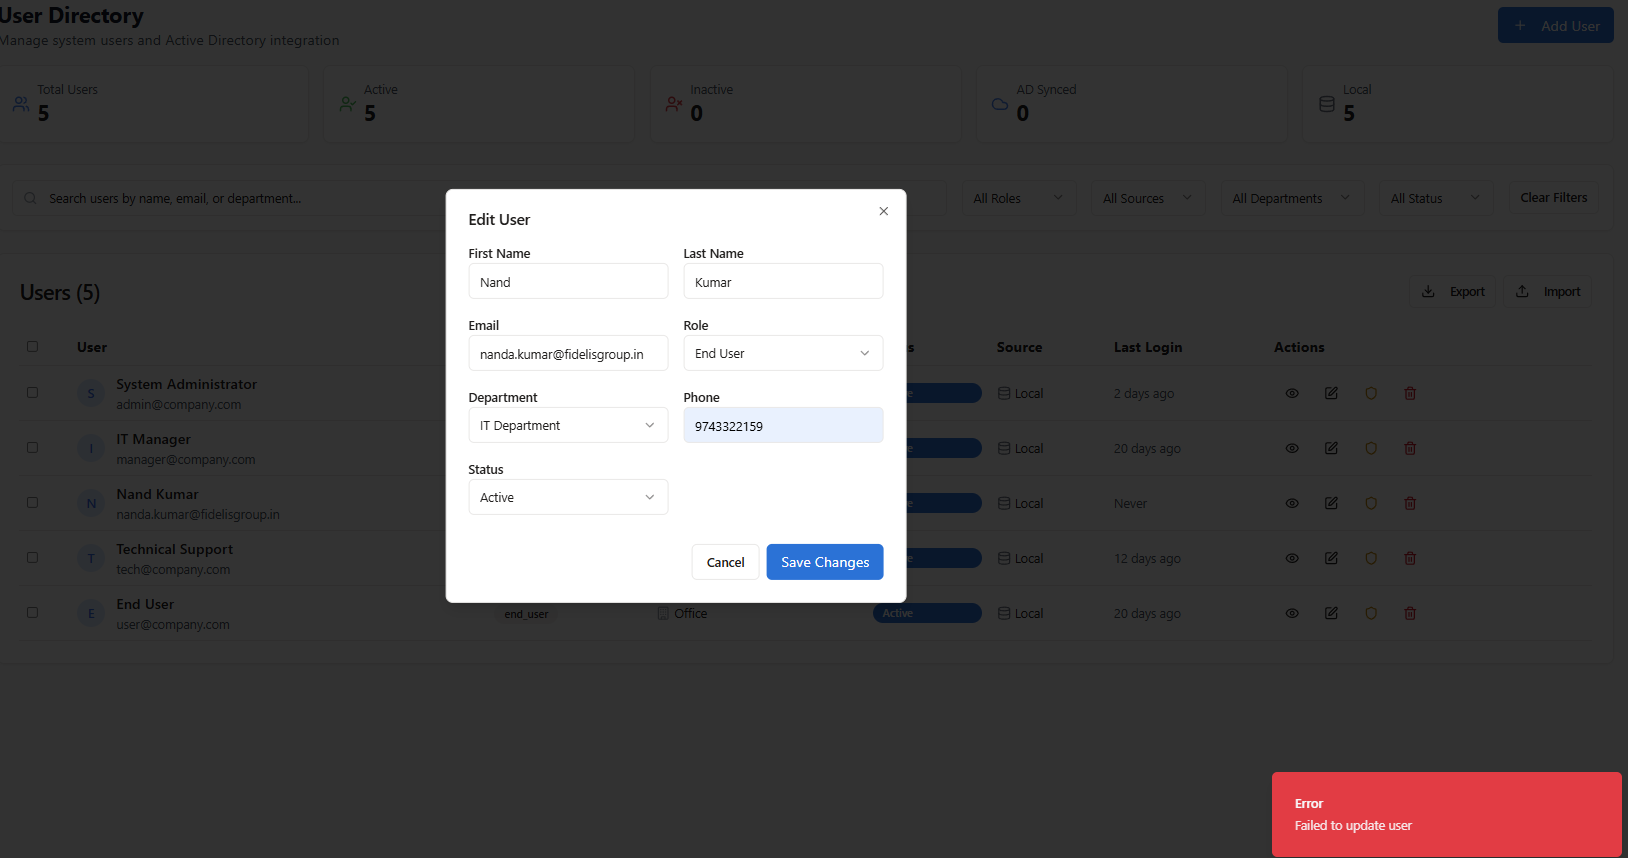 User Directory
Manage system users and Active Directory integration
+ Add User
Total Users
5
Active
5
Inactive
0
AD Synced
0
Local
5
Search users by name, email, or department...
All Roles
All Sources
All Departments
All Status
Clear Filters
Edit User
First Name
Last Name
Nand
Kumar
Email
Role
nanda.kumar@fidelisgroup.in
End User
Department
Phone
IT Department
9743322159
Status
Active
Cancel
Save Changes
Users (5)
Export
Import
User
Source
Last Login
Actions
S
System Administrator
admin@company.com
Local
2 days ago
I
IT Manager
manager@company.com
Local
20 days ago
N
Nand Kumar
nanda.kumar@fidelisgroup.in
Local
Never
T
Technical Support
tech@company.com
Local
12 days ago
E
End User
user@company.com
end_user
Office
Active
Local
20 days ago
Error
Failed to update user